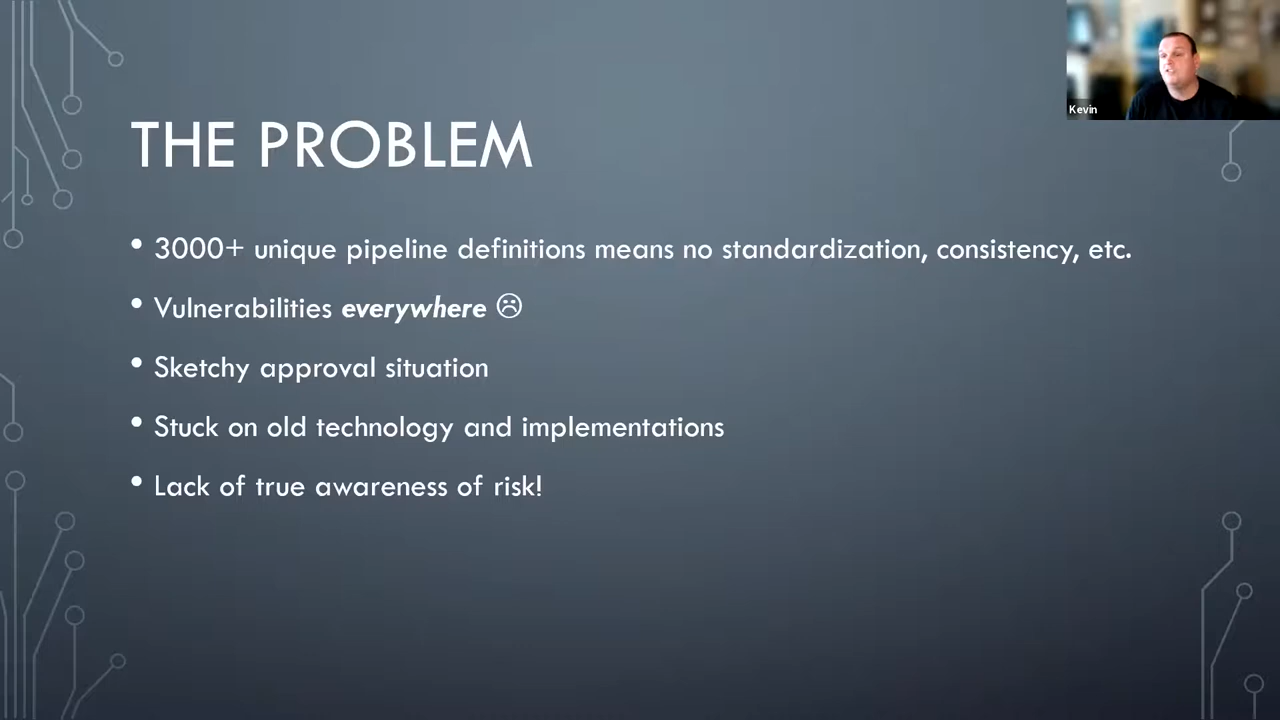 Kevin
THE PROBLEM
• 3000+ unique pipeline definitions means no standardization, consistency, etc.
• Vulnerabilities everywhere ☹
• Sketchy approval situation
• Stuck on old technology and implementations
• Lack of true awareness of risk!